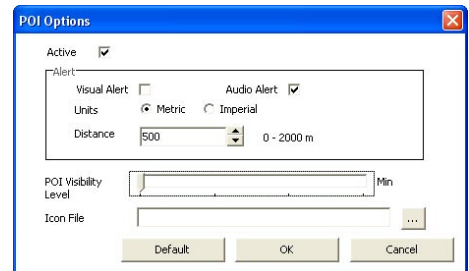 POI Options
Active
Alert
Visual Alert Audio Alert
Units Metric Imperial
Distance 500 0 - 2000 m
POI Visibility Level Min
Icon File ...
Default OK Cancel